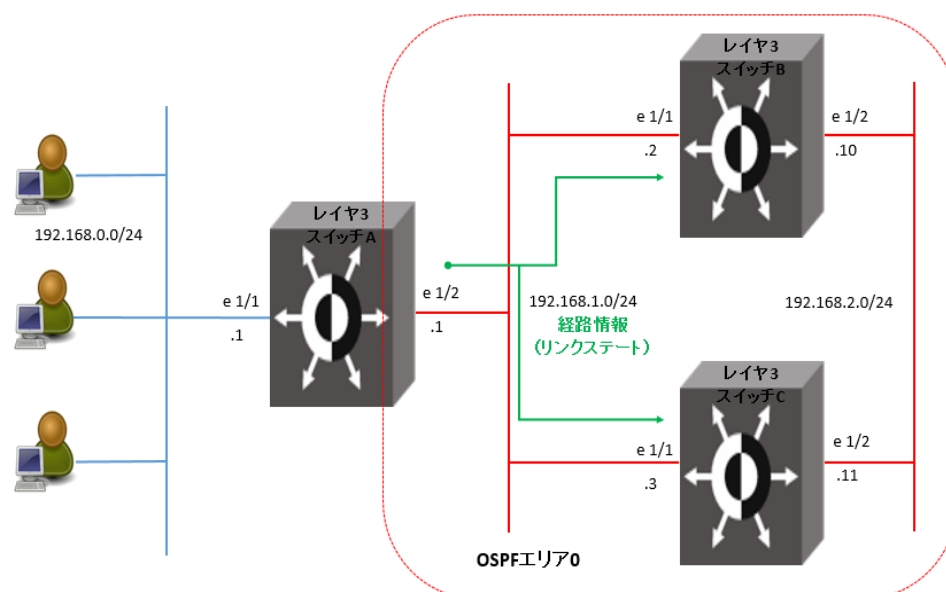 レイヤ3
スイッチB
e 1/1
.2
e 1/2
.10
192.168.0.0/24
レイヤ3
スイッチA
e 1/1
.1
e 1/2
.1
192.168.1.0/24
経路情報
（リンクステート）
192.168.2.0/24
レイヤ3
スイッチC
e 1/1
.3
e 1/2
.11
OSPFエリア0